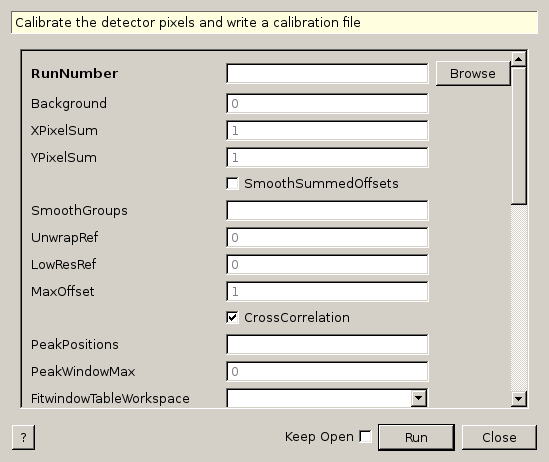 Calibrate the detector pixels and write a calibration file
RunNumber Browse
Background 0
XPixelSum 1
YPixelSum 1
SmoothSummedOffsets
SmoothGroups
UnwrapRef 0
LowResRef 0
MaxOffset 1
CrossCorrelation
PeakPositions
PeakWindowMax 0
FitwindowTableWorkspace
? Keep Open Run Close